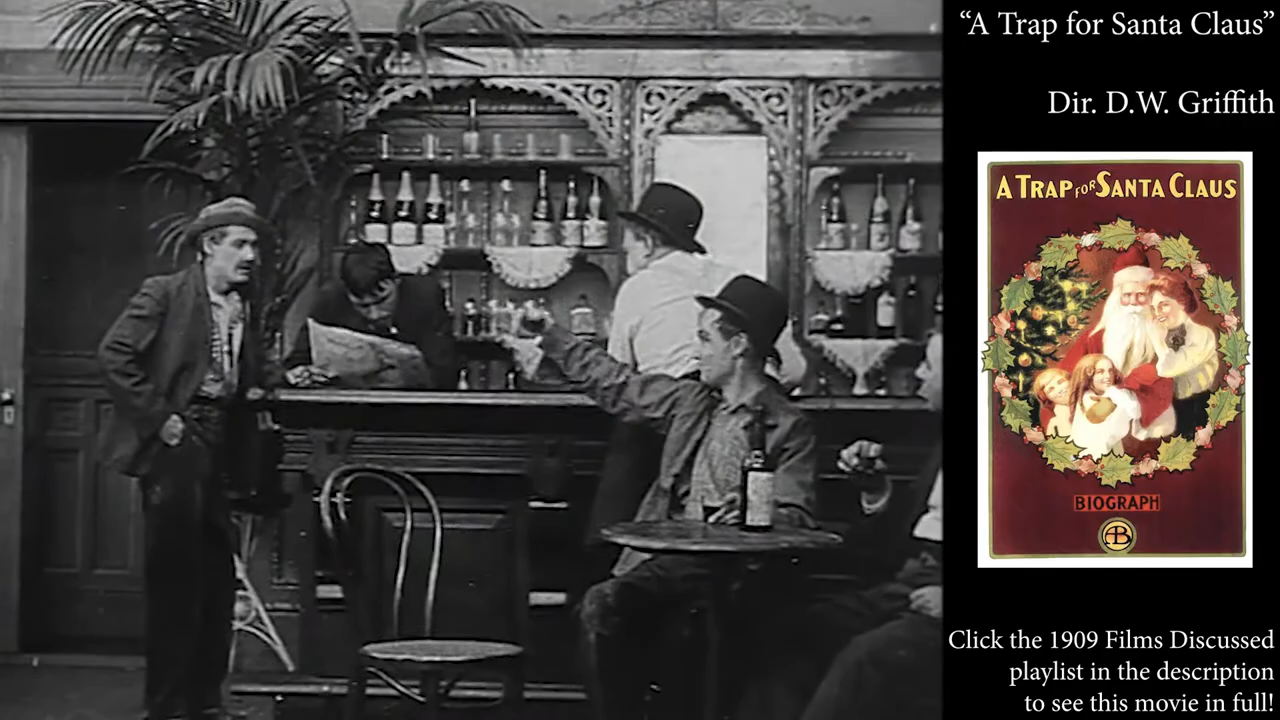 “A Trap for Santa Claus”
Dir. D.W. Griffith
A TRAP FOR SANTA CLAUS
BIOGRAPH
AB
Click the 1909 Films Discussed
playlist in the description
to see this movie in full!